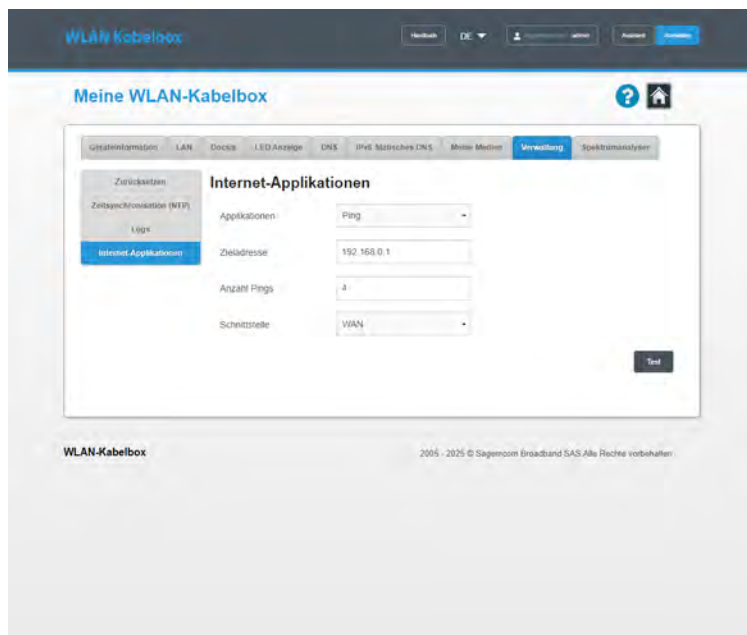 WLAN Kabelbox
Handbuch DE admin Assistent Abmelden
Meine WLAN-Kabelbox
?
Geräteinformation LAN Docsis LED Anzeige DNS IPv6 Statisches DNS Meine Medien Verwaltung Spektrumanalyser
Zurücksetzen
Zeitsynchronisation (NTP)
Logs
Internet-Applikationen
Internet-Applikationen
Applikationen Ping
Zieladresse 192.168.0.1
Anzahl Pings 4
Schnittstelle WAN
Test
WLAN-Kabelbox
2005 - 2025 © Sagemcom Broadband SAS Alle Rechte vorbehalten